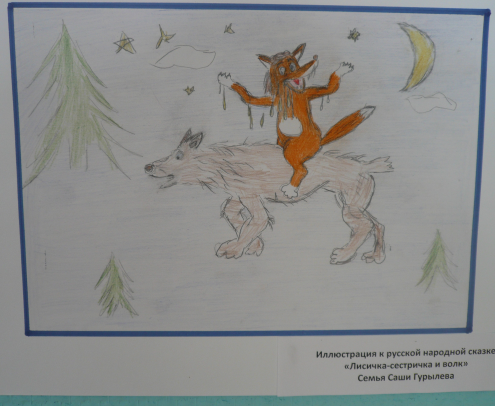 Иллюстрация к русской народной сказке
«Лисичка-сестричка и волк»
Семья Саши Гурылева